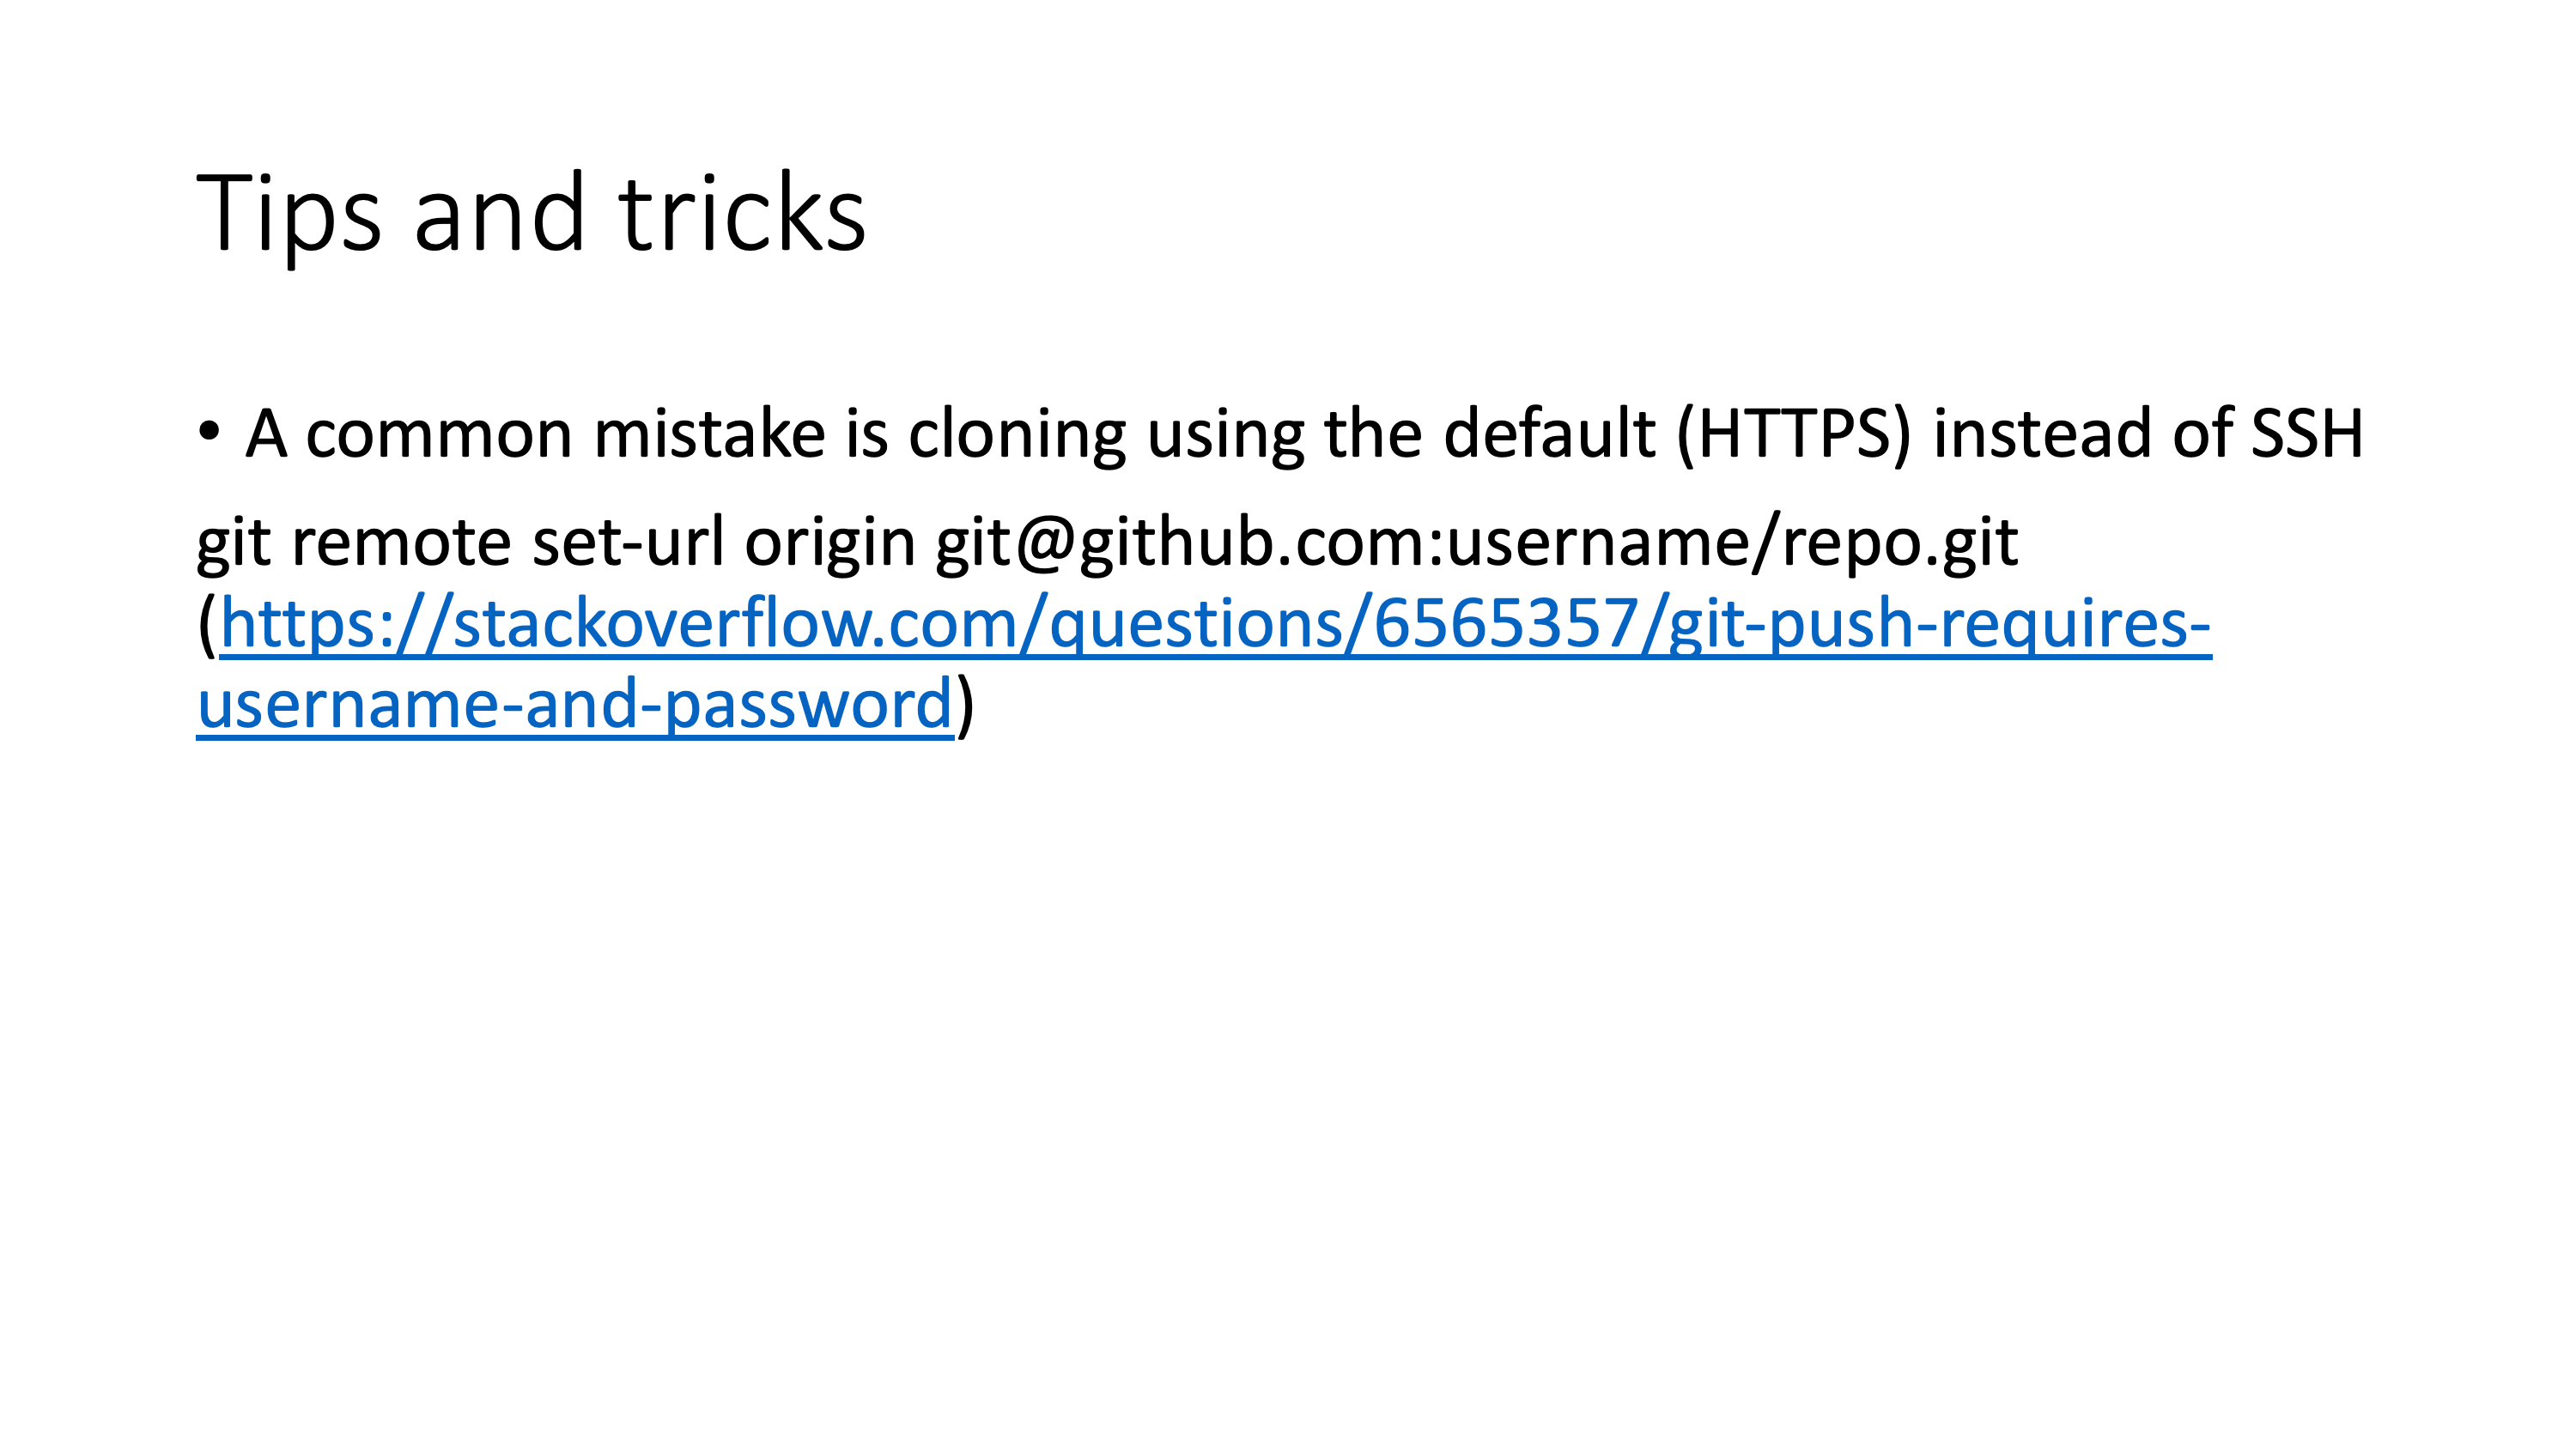 Tips and tricks
• A common mistake is cloning using the default (HTTPS) instead of SSH
git remote set-url origin git@github.com:username/repo.git
(https://stackoverflow.com/questions/6565357/git-push-requires-
username-and-password)